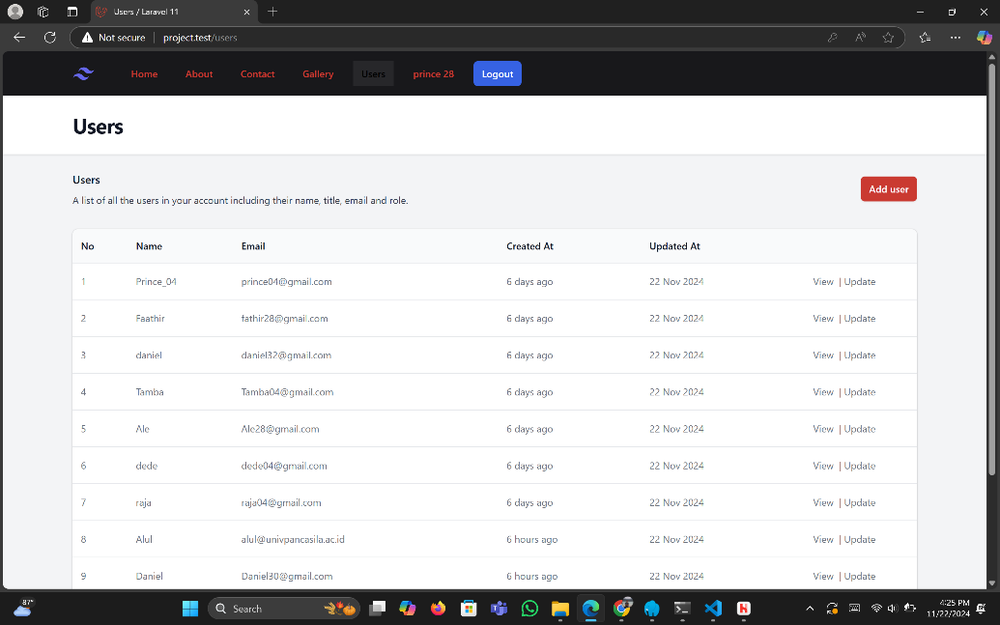 Users / Laravel 11
Not secure project.test/users
Home About Contact Gallery Users prince 28 Logout
Users
Users
A list of all the users in your account including their name, title, email and role.
Add user
No Name Email Created At Updated At
1 Prince_04 prince04@gmail.com 6 days ago 22 Nov 2024 View | Update
2 Faathir fathir28@gmail.com 6 days ago 22 Nov 2024 View | Update
3 daniel daniel32@gmail.com 6 days ago 22 Nov 2024 View | Update
4 Tamba Tamba04@gmail.com 6 days ago 22 Nov 2024 View | Update
5 Ale Ale28@gmail.com 6 days ago 22 Nov 2024 View | Update
6 dede dede04@gmail.com 6 days ago 22 Nov 2024 View | Update
7 raja raja04@gmail.com 6 days ago 22 Nov 2024 View | Update
8 Alul alul@univpancasila.ac.id 6 hours ago 22 Nov 2024 View | Update
9 Daniel Daniel30@gmail.com 6 hours ago 22 Nov 2024 View | Update
87°
Search
4:25 PM
11/22/2024